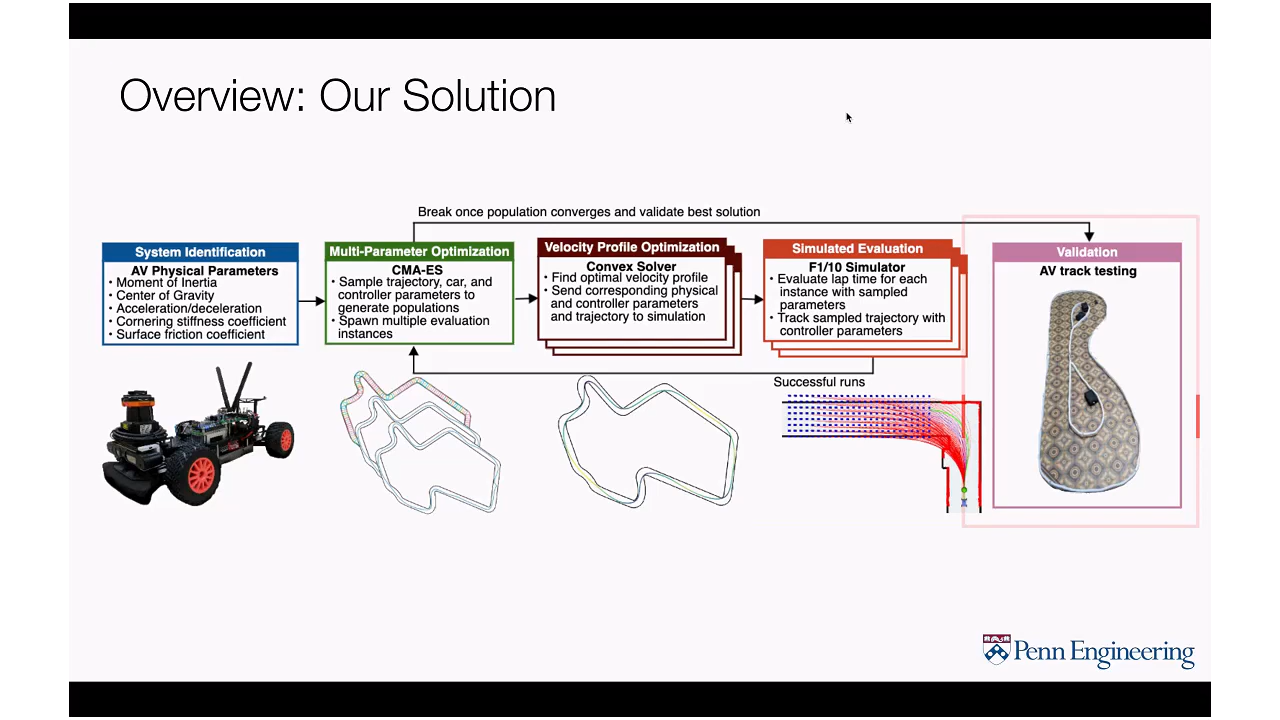 Overview: Our Solution
Break once population converges and validate best solution
System Identification
AV Physical Parameters
• Moment of Inertia
• Center of Gravity
• Acceleration/deceleration
• Cornering stiffness coefficient
• Surface friction coefficient
Multi-Parameter Optimization
CMA-ES
• Sample trajectory, car, and
controller parameters to
generate populations
• Spawn multiple evaluation
instances
Velocity Profile Optimization
Convex Solver
• Find optimal velocity profile
• Send corresponding physical
and controller parameters
and trajectory to simulation
Simulated Evaluation
F1/10 Simulator
• Evaluate lap time for each
instance with sampled
parameters
• Track sampled trajectory with
controller parameters
Validation
AV track testing
Successful runs
Penn Engineering